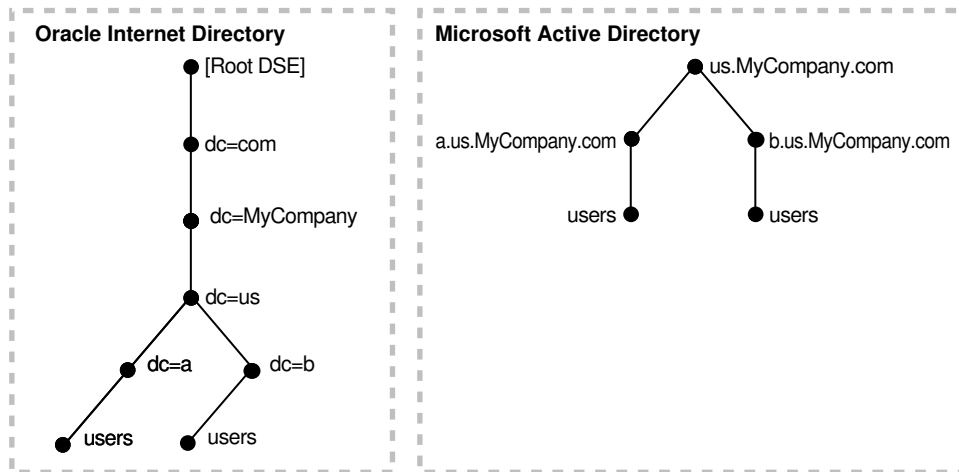 Oracle Internet Directory
[Root DSE]
dc=com
dc=MyCompany
dc=us
dc=a
dc=b
users
users
Microsoft Active Directory
us.MyCompany.com
a.us.MyCompany.com
b.us.MyCompany.com
users
users